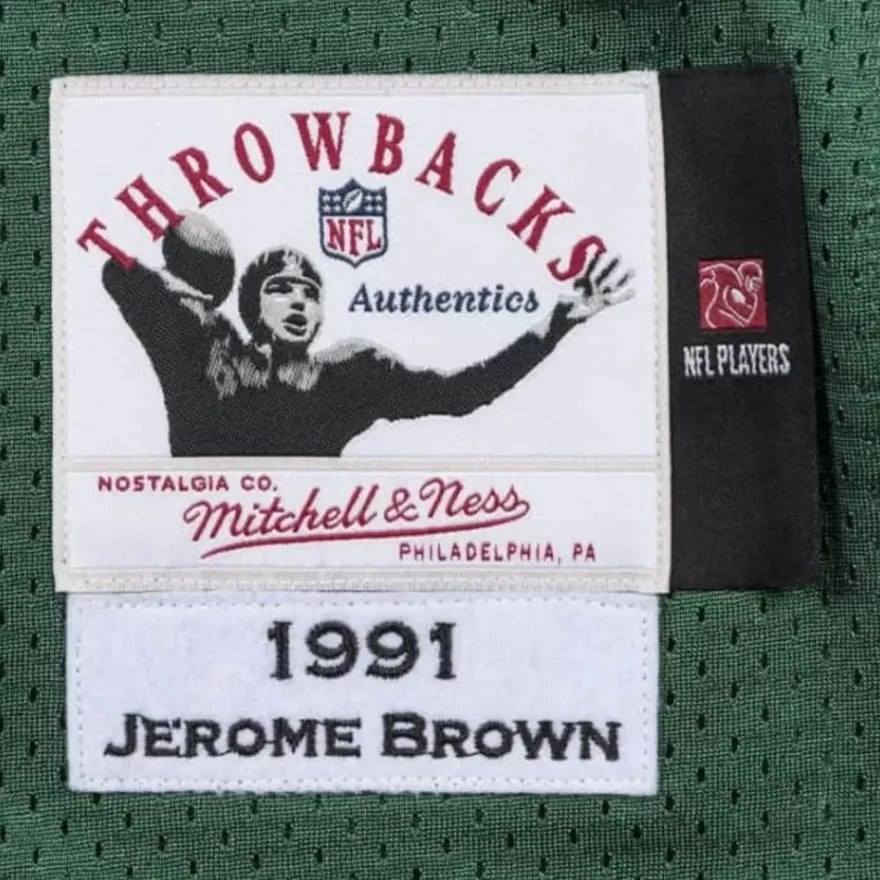 THROWBACKS
NFL
Authentics
NFL PLAYERS
NOSTALGIA CO.
Mitchell & Ness
PHILADELPHIA, PA
1991
JEROME BROWN